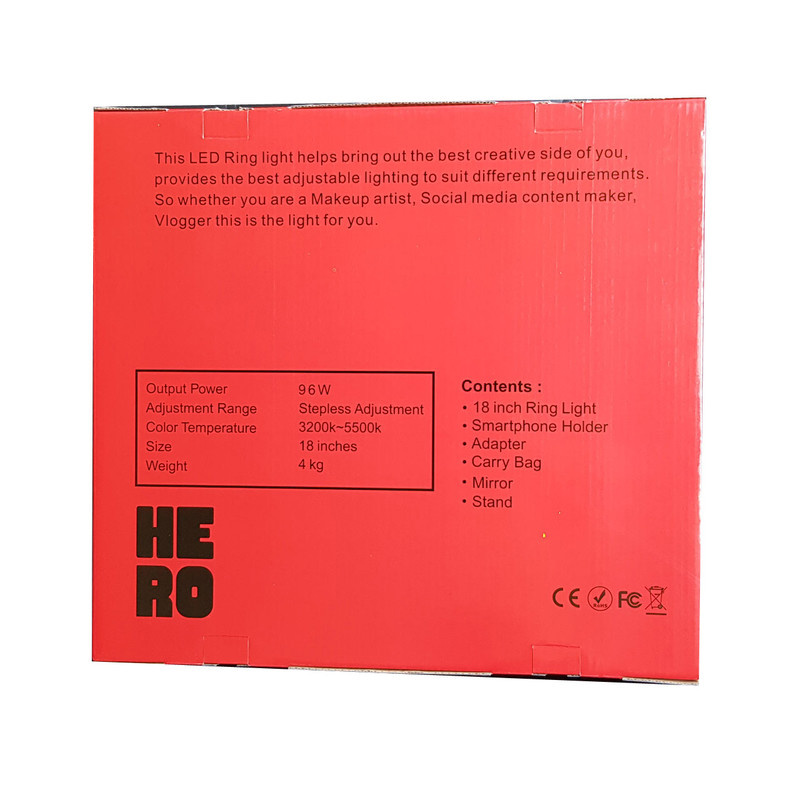 This LED Ring light helps bring out the best creative side of you,
provides the best adjustable lighting to suit different requirements.
So whether you are a Makeup artist, Social media content maker,
Vlogger this is the light for you.
Output Power 96W
Adjustment Range Stepless Adjustment
Color Temperature 3200k~5500k
Size 18 inches
Weight 4 kg
Contents :
• 18 inch Ring Light
• Smartphone Holder
• Adapter
• Carry Bag
• Mirror
• Stand
HE
RO
CE RoHS FC